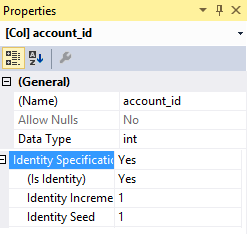 Properties
[Col] account_id
(General)
(Name) account_id
Allow Nulls No
Data Type int
Identity Specification Yes
(Is Identity) Yes
Identity Increme 1
Identity Seed 1